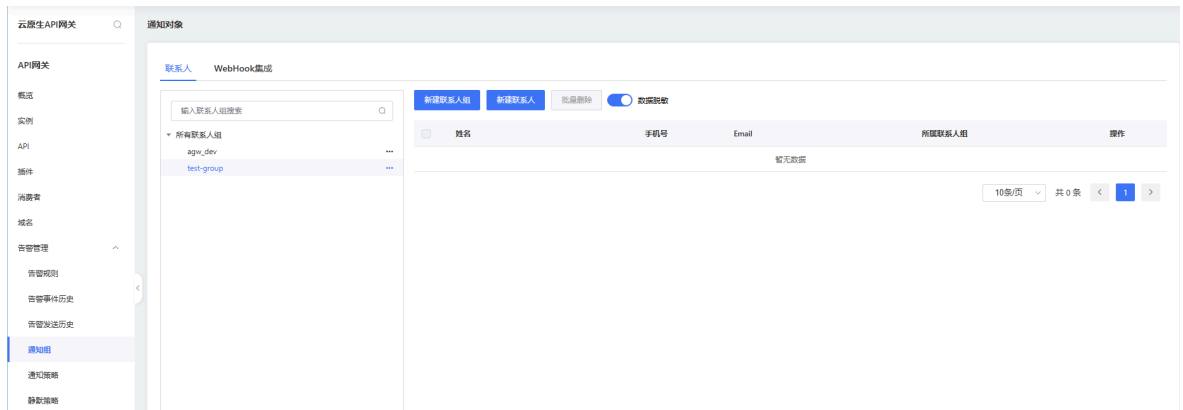 云原生API网关
API网关
概览
实例
API
插件
消费者
域名
告警管理
告警规则
告警事件历史
告警发送历史
通知组
通知策略
静默策略
通知对象
联系人 WebHook集成
输入联系人组搜索
所有联系人组
agw_dev
test-group
新建联系人组 新建联系人 批量删除 数据脱敏
姓名 手机号 Email 所属联系人组 操作
暂无数据
10条/页 共 0 条 1